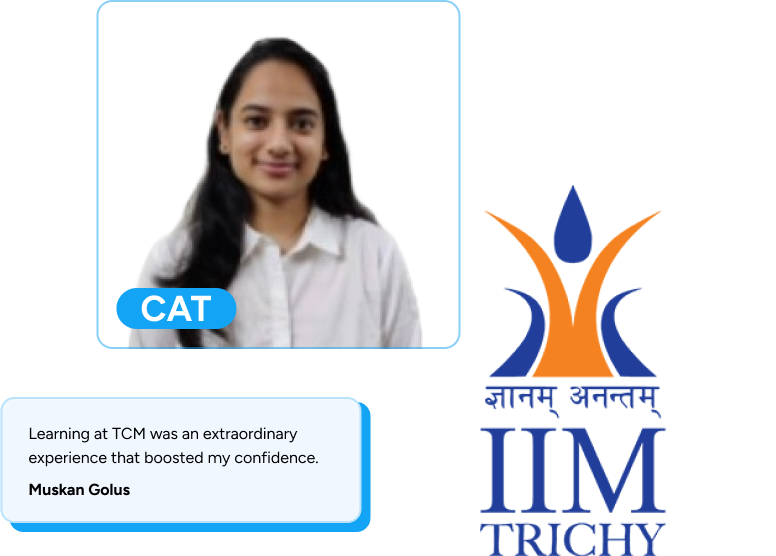 CAT
Learning at TCM was an extraordinary
experience that boosted my confidence.
Muskan Golus
ज्ञानम् अनन्तम्
IIM
TRICHY